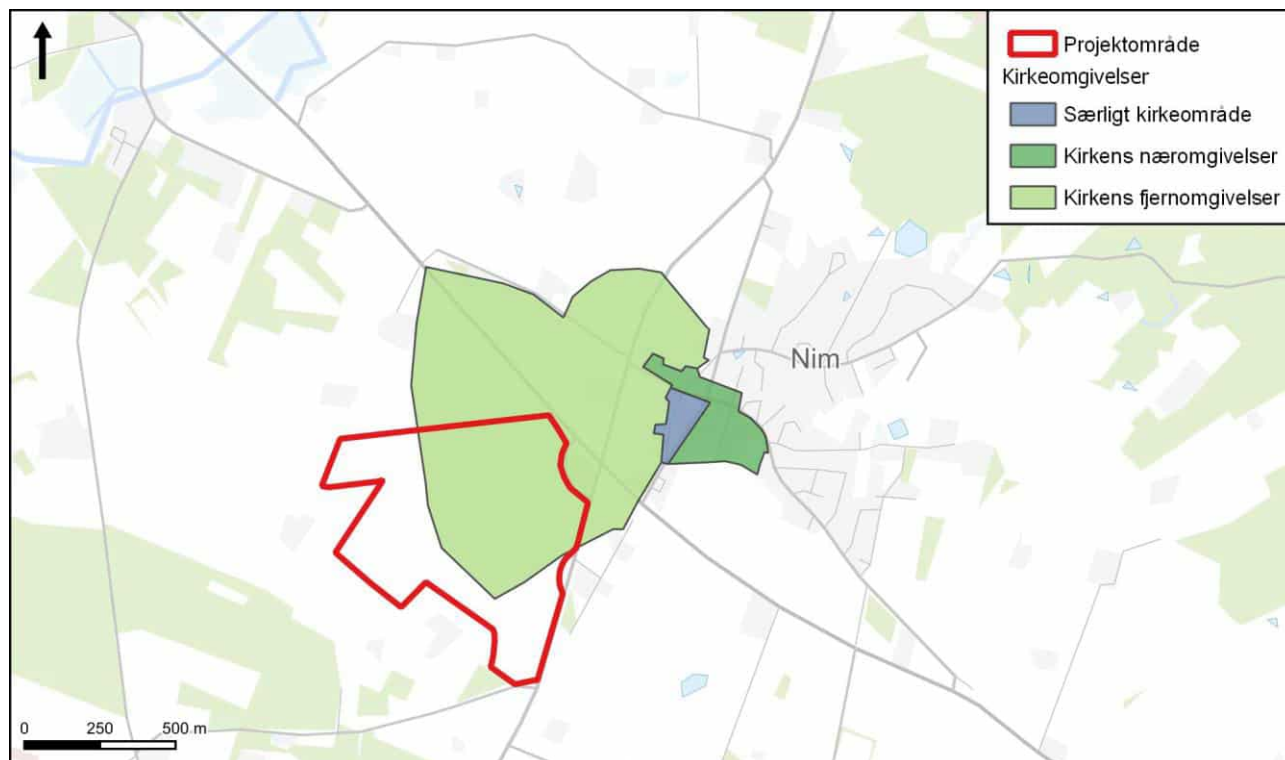 Projektområde
Kirkeomgivelser
Særligt kirkeområde
Kirkens næromgivelser
Kirkens fjernomgivelser
Nim
0 250 500 m